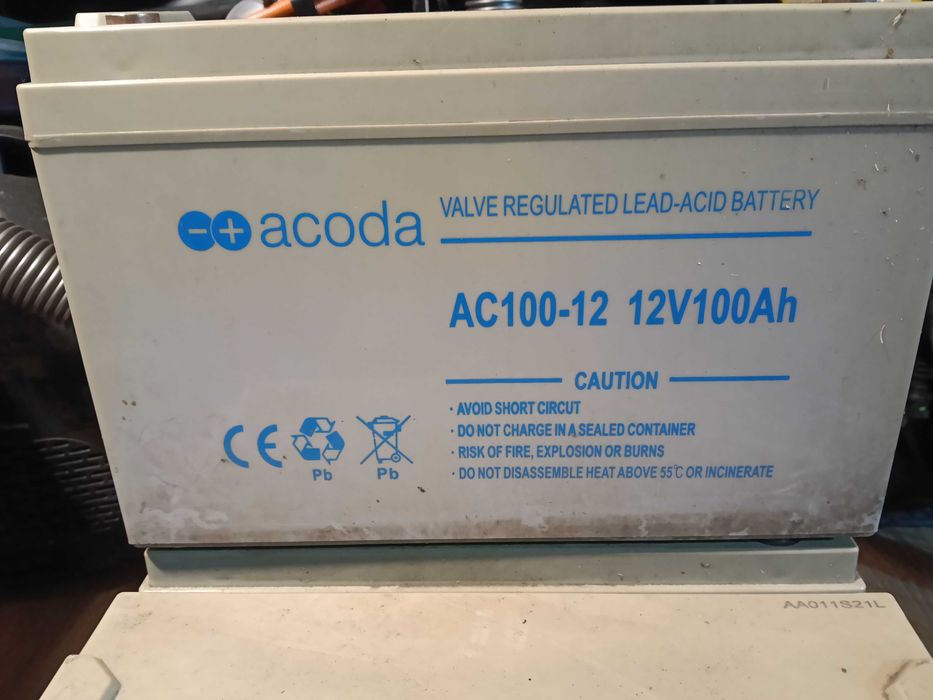 acoda VALVE REGULATED LEAD-ACID BATTERY
AC100-12 12V100Ah
CAUTION
· AVOID SHORT CIRCUT
· DO NOT CHARGE IN A SEALED CONTAINER
· RISK OF FIRE, EXPLOSION OR BURNS
· DO NOT DISASSEMBLE HEAT ABOVE 55℃ OR INCINERATE
CE
Pb
Pb
AA011S21L